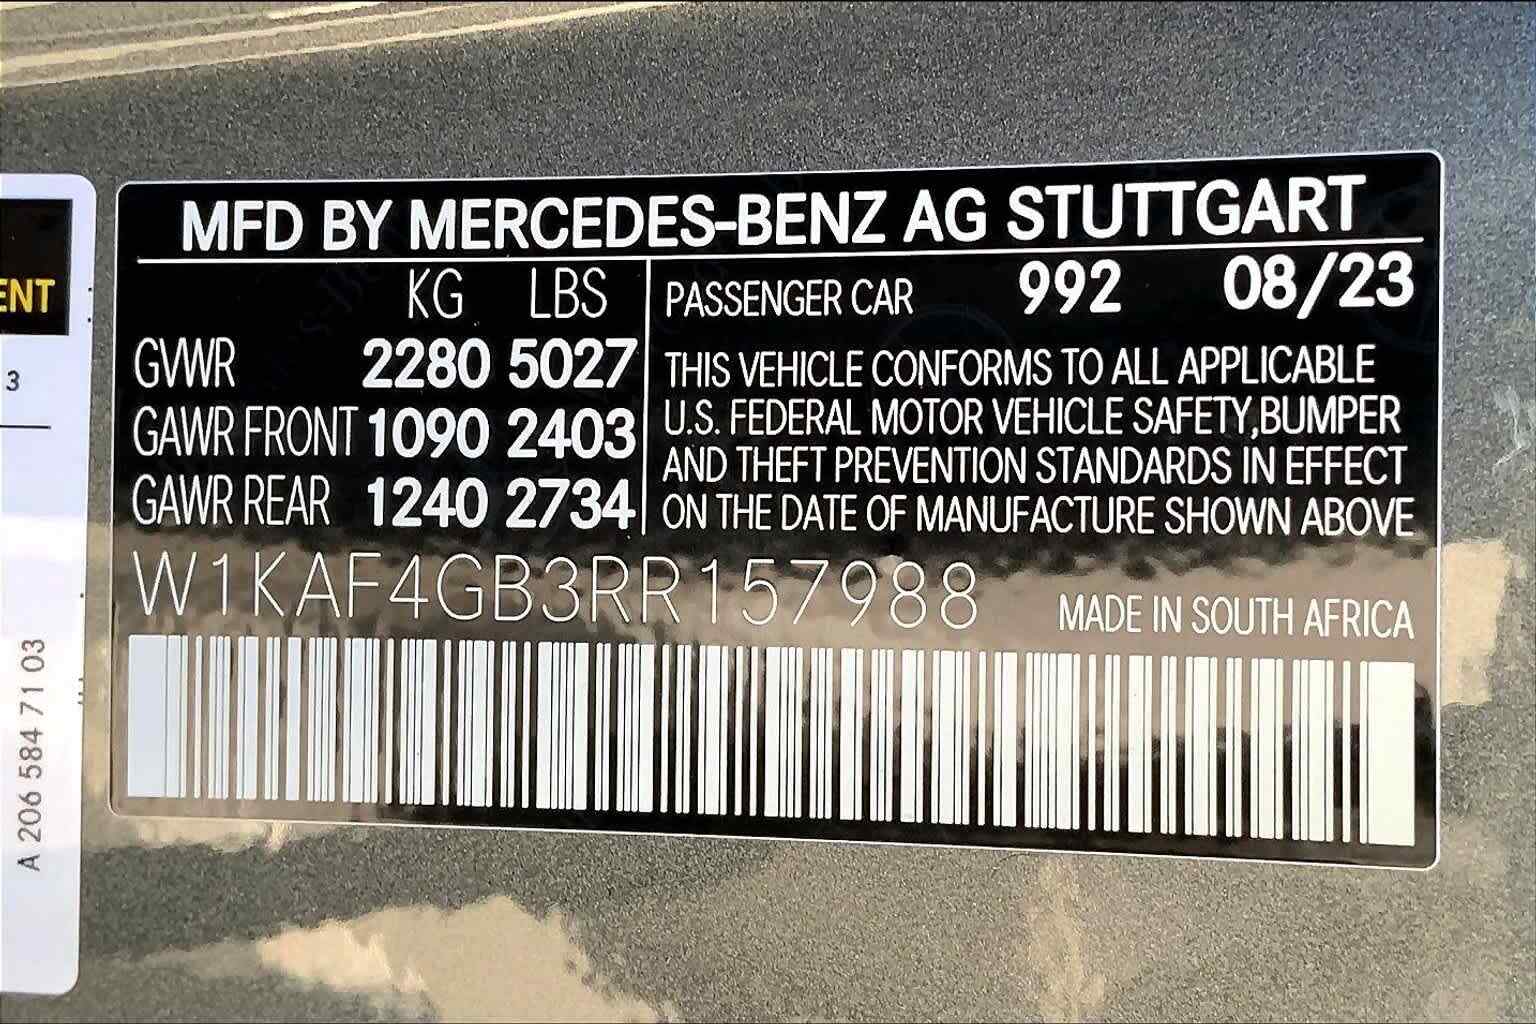 MFD BY MERCEDES-BENZ AG STUTTGART
KG LBS
GVWR 2280 5027
GAWR FRONT 1090 2403
GAWR REAR 1240 2734
PASSENGER CAR 992 08/23
THIS VEHICLE CONFORMS TO ALL APPLICABLE
U.S. FEDERAL MOTOR VEHICLE SAFETY,BUMPER
AND THEFT PREVENTION STANDARDS IN EFFECT
ON THE DATE OF MANUFACTURE SHOWN ABOVE
W1KAF4GB3RR157988
MADE IN SOUTH AFRICA
ENT
3
A 206 584 71 03